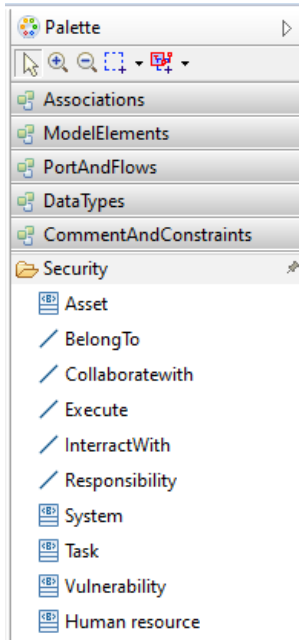 Palette
Associations
ModelElements
PortAndFlows
DataTypes
CommentAndConstraints
Security
Asset
BelongTo
Collaboratewith
Execute
InterractWith
Responsibility
System
Task
Vulnerability
Human resource